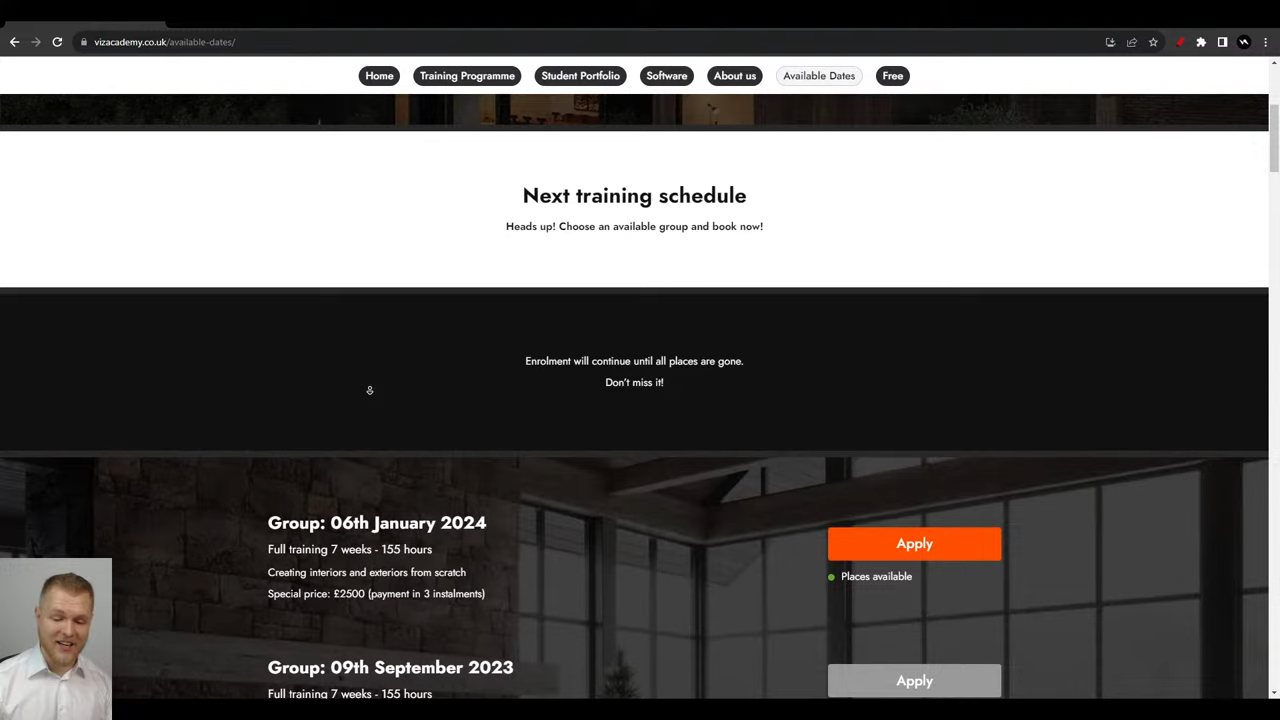 vizacademy.co.uk/available-dates/
Home Training Programme Student Portfolio Software About us Available Dates Free
Next training schedule
Heads up! Choose an available group and book now!
Enrolment will continue until all places are gone.
Don't miss it!
Group: 06th January 2024
Full training 7 weeks - 155 hours
Creating interiors and exteriors from scratch
Special price: £2500 (payment in 3 instalments)
Apply
Places available
Group: 09th September 2023
Full training 7 weeks - 155 hours
Apply